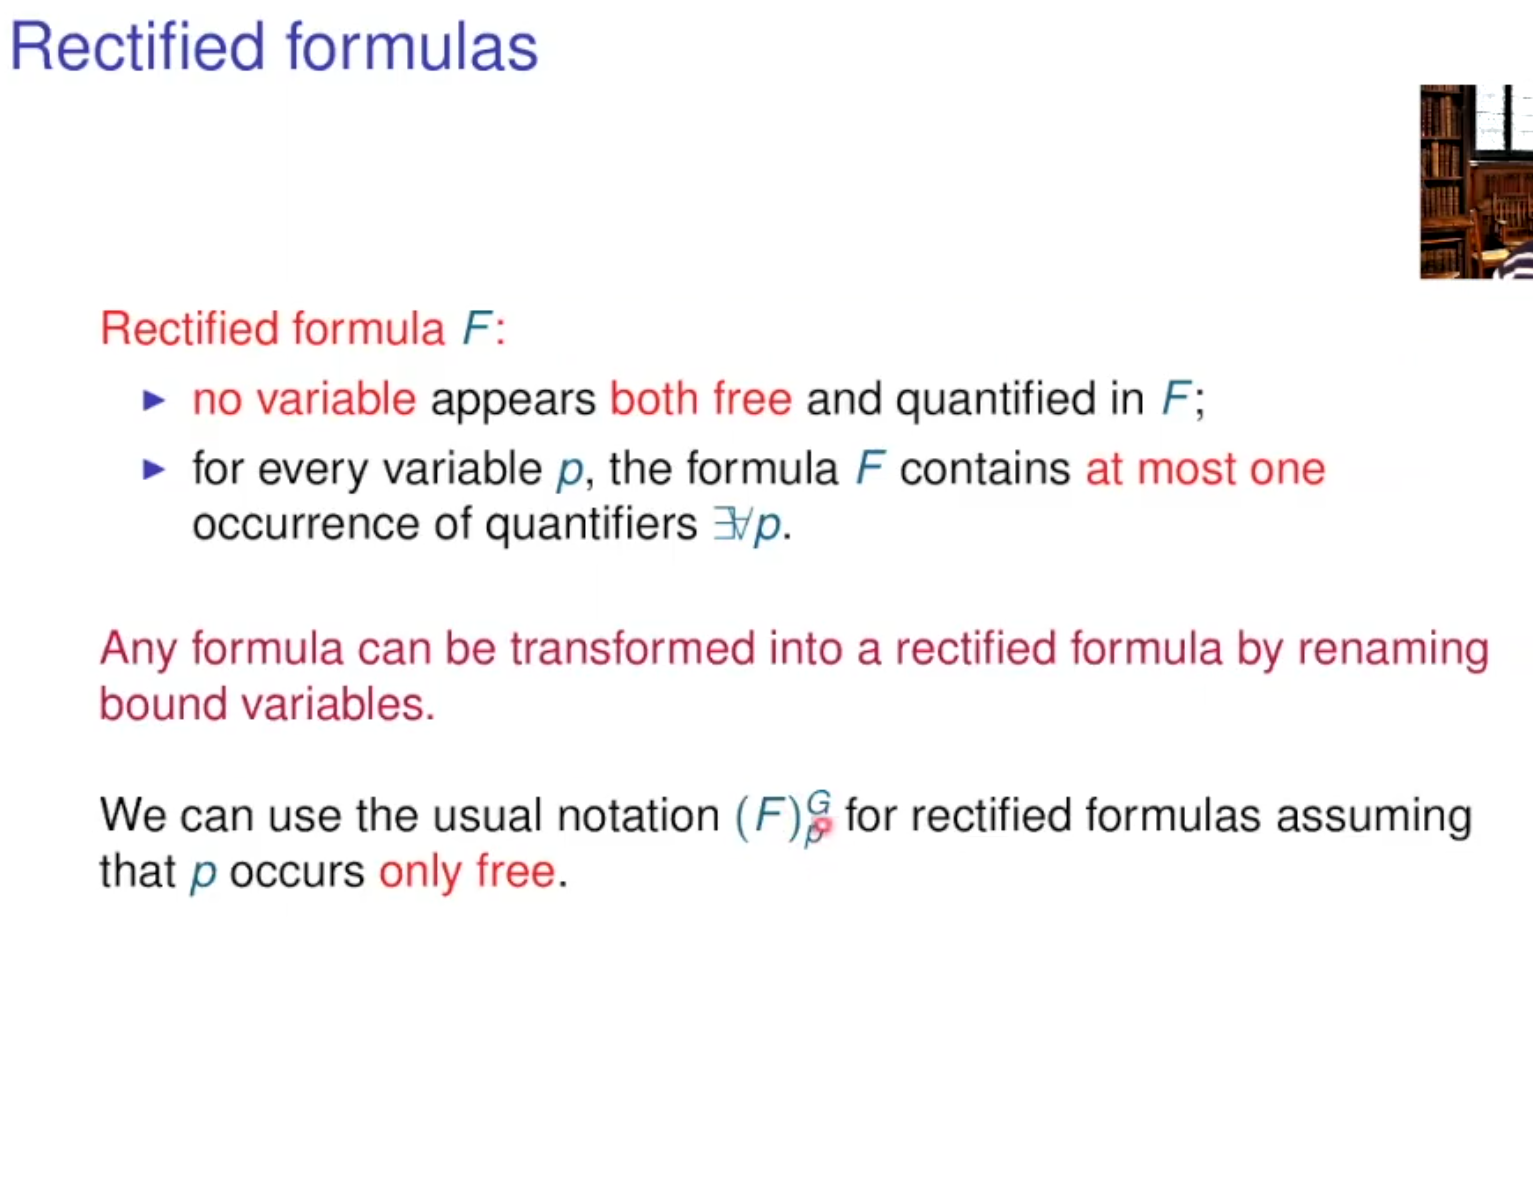 Rectified formulas
Rectified formula F:
▶ no variable appears both free and quantified in F;
▶ for every variable p, the formula F contains at most one
occurrence of quantifiers ∃∀p.
Any formula can be transformed into a rectified formula by renaming
bound variables.
We can use the usual notation (F)_p^G for rectified formulas assuming
that p occurs only free.